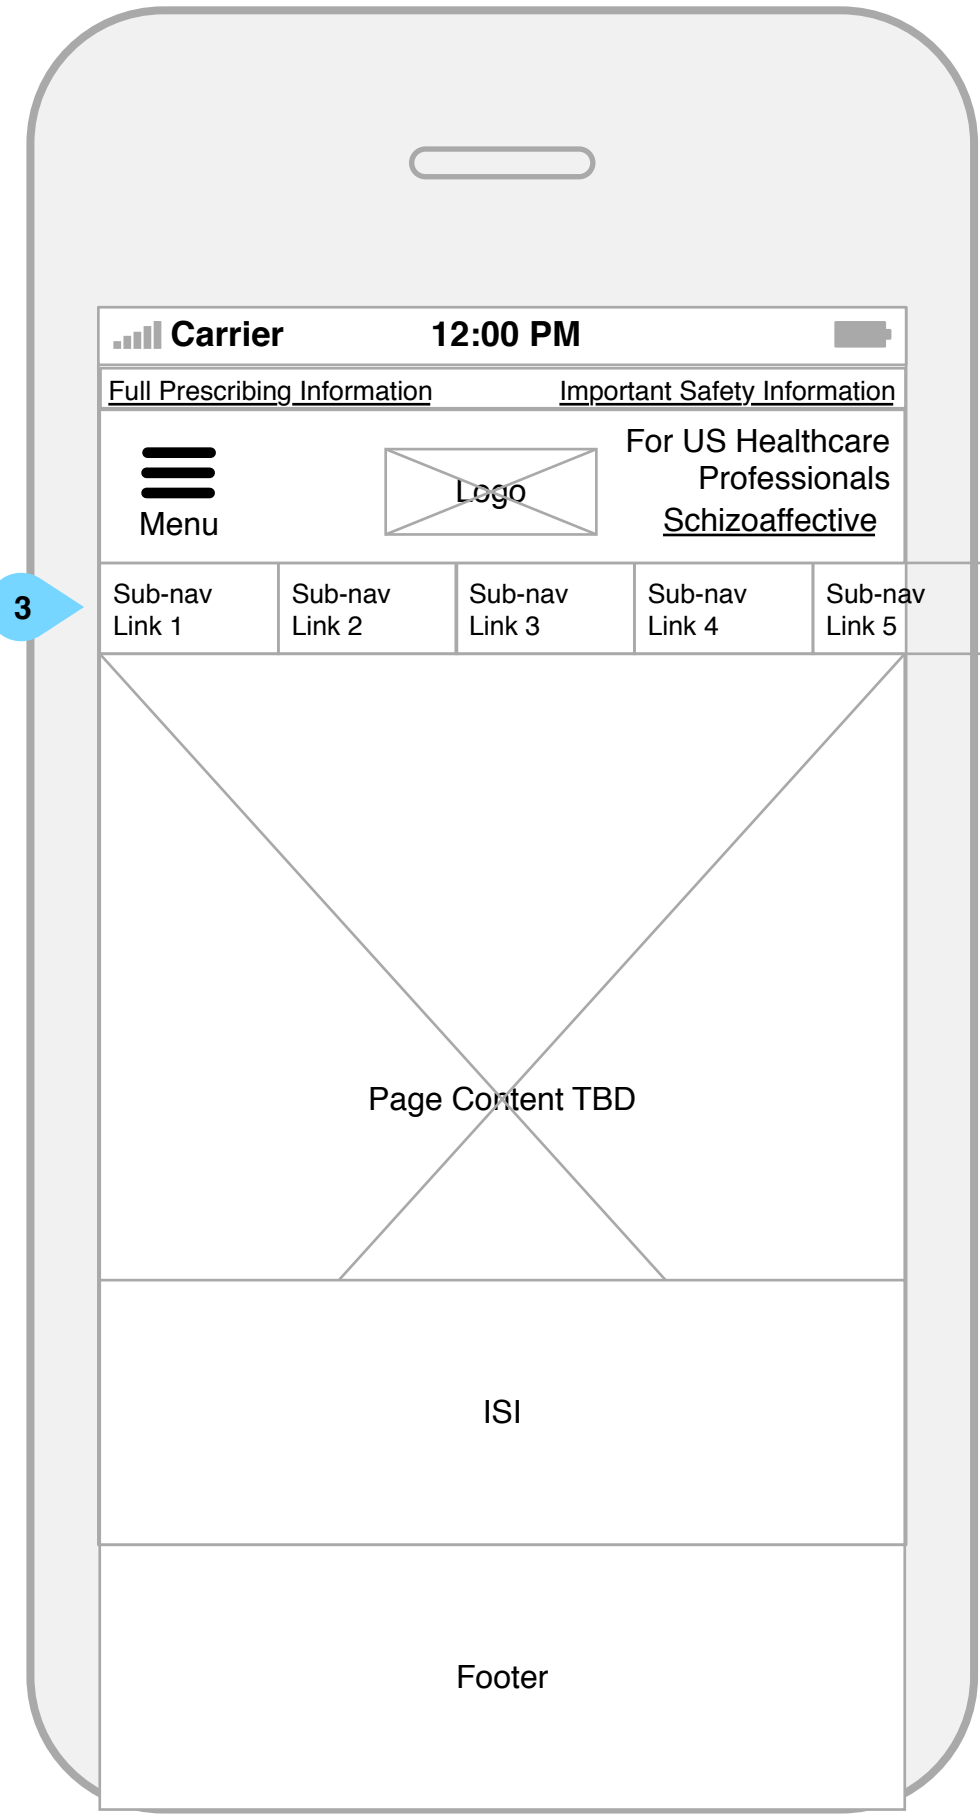 Carrier 12:00 PM
Full Prescribing Information Important Safety Information
For US Healthcare
Professionals
Schizoaffective
Logo
Menu
3
Sub-nav
Link 1
Sub-nav
Link 2
Sub-nav
Link 3
Sub-nav
Link 4
Sub-nav
Link 5
Page Content TBD
ISI
Footer